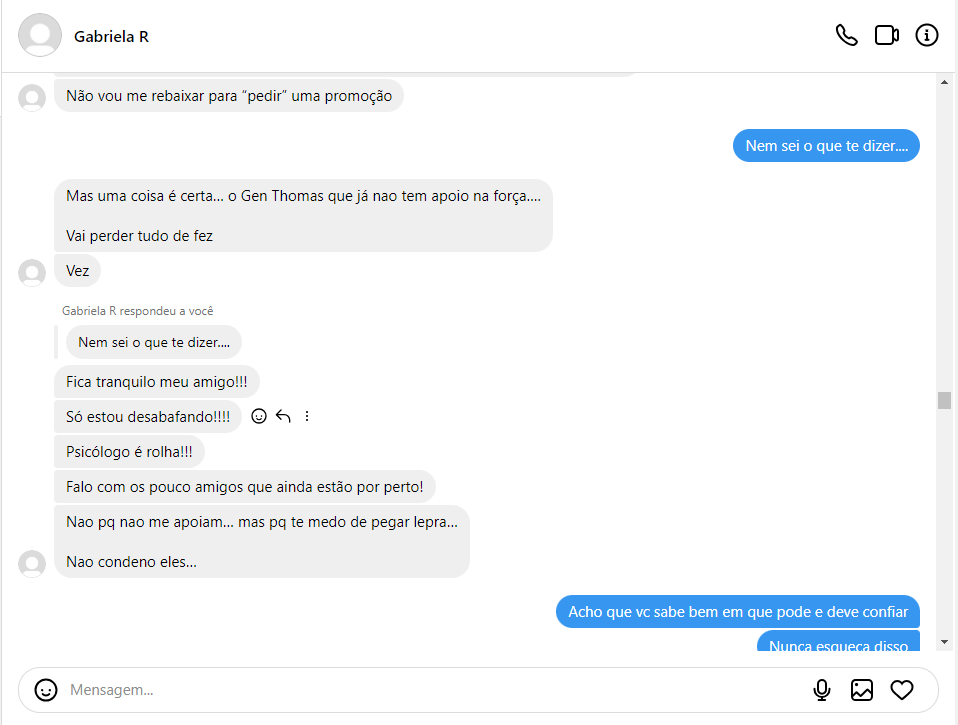 Gabriela R
Não vou me rebaixar para “pedir” uma promoção
Nem sei o que te dizer....
Mas uma coisa é certa... o Gen Thomas que já nao tem apoio na força....
Vai perder tudo de fez
Vez
Gabriela R respondeu a você
Nem sei o que te dizer....
Fica tranquilo meu amigo!!!
Só estou desabafando!!!!
Psicólogo é rolha!!!
Falo com os pouco amigos que ainda estão por perto!
Nao pq nao me apoiam... mas pq te medo de pegar lepra...
Nao condeno eles...
Acho que vc sabe bem em que pode e deve confiar
Nunca esqueça disso
Mensagem...